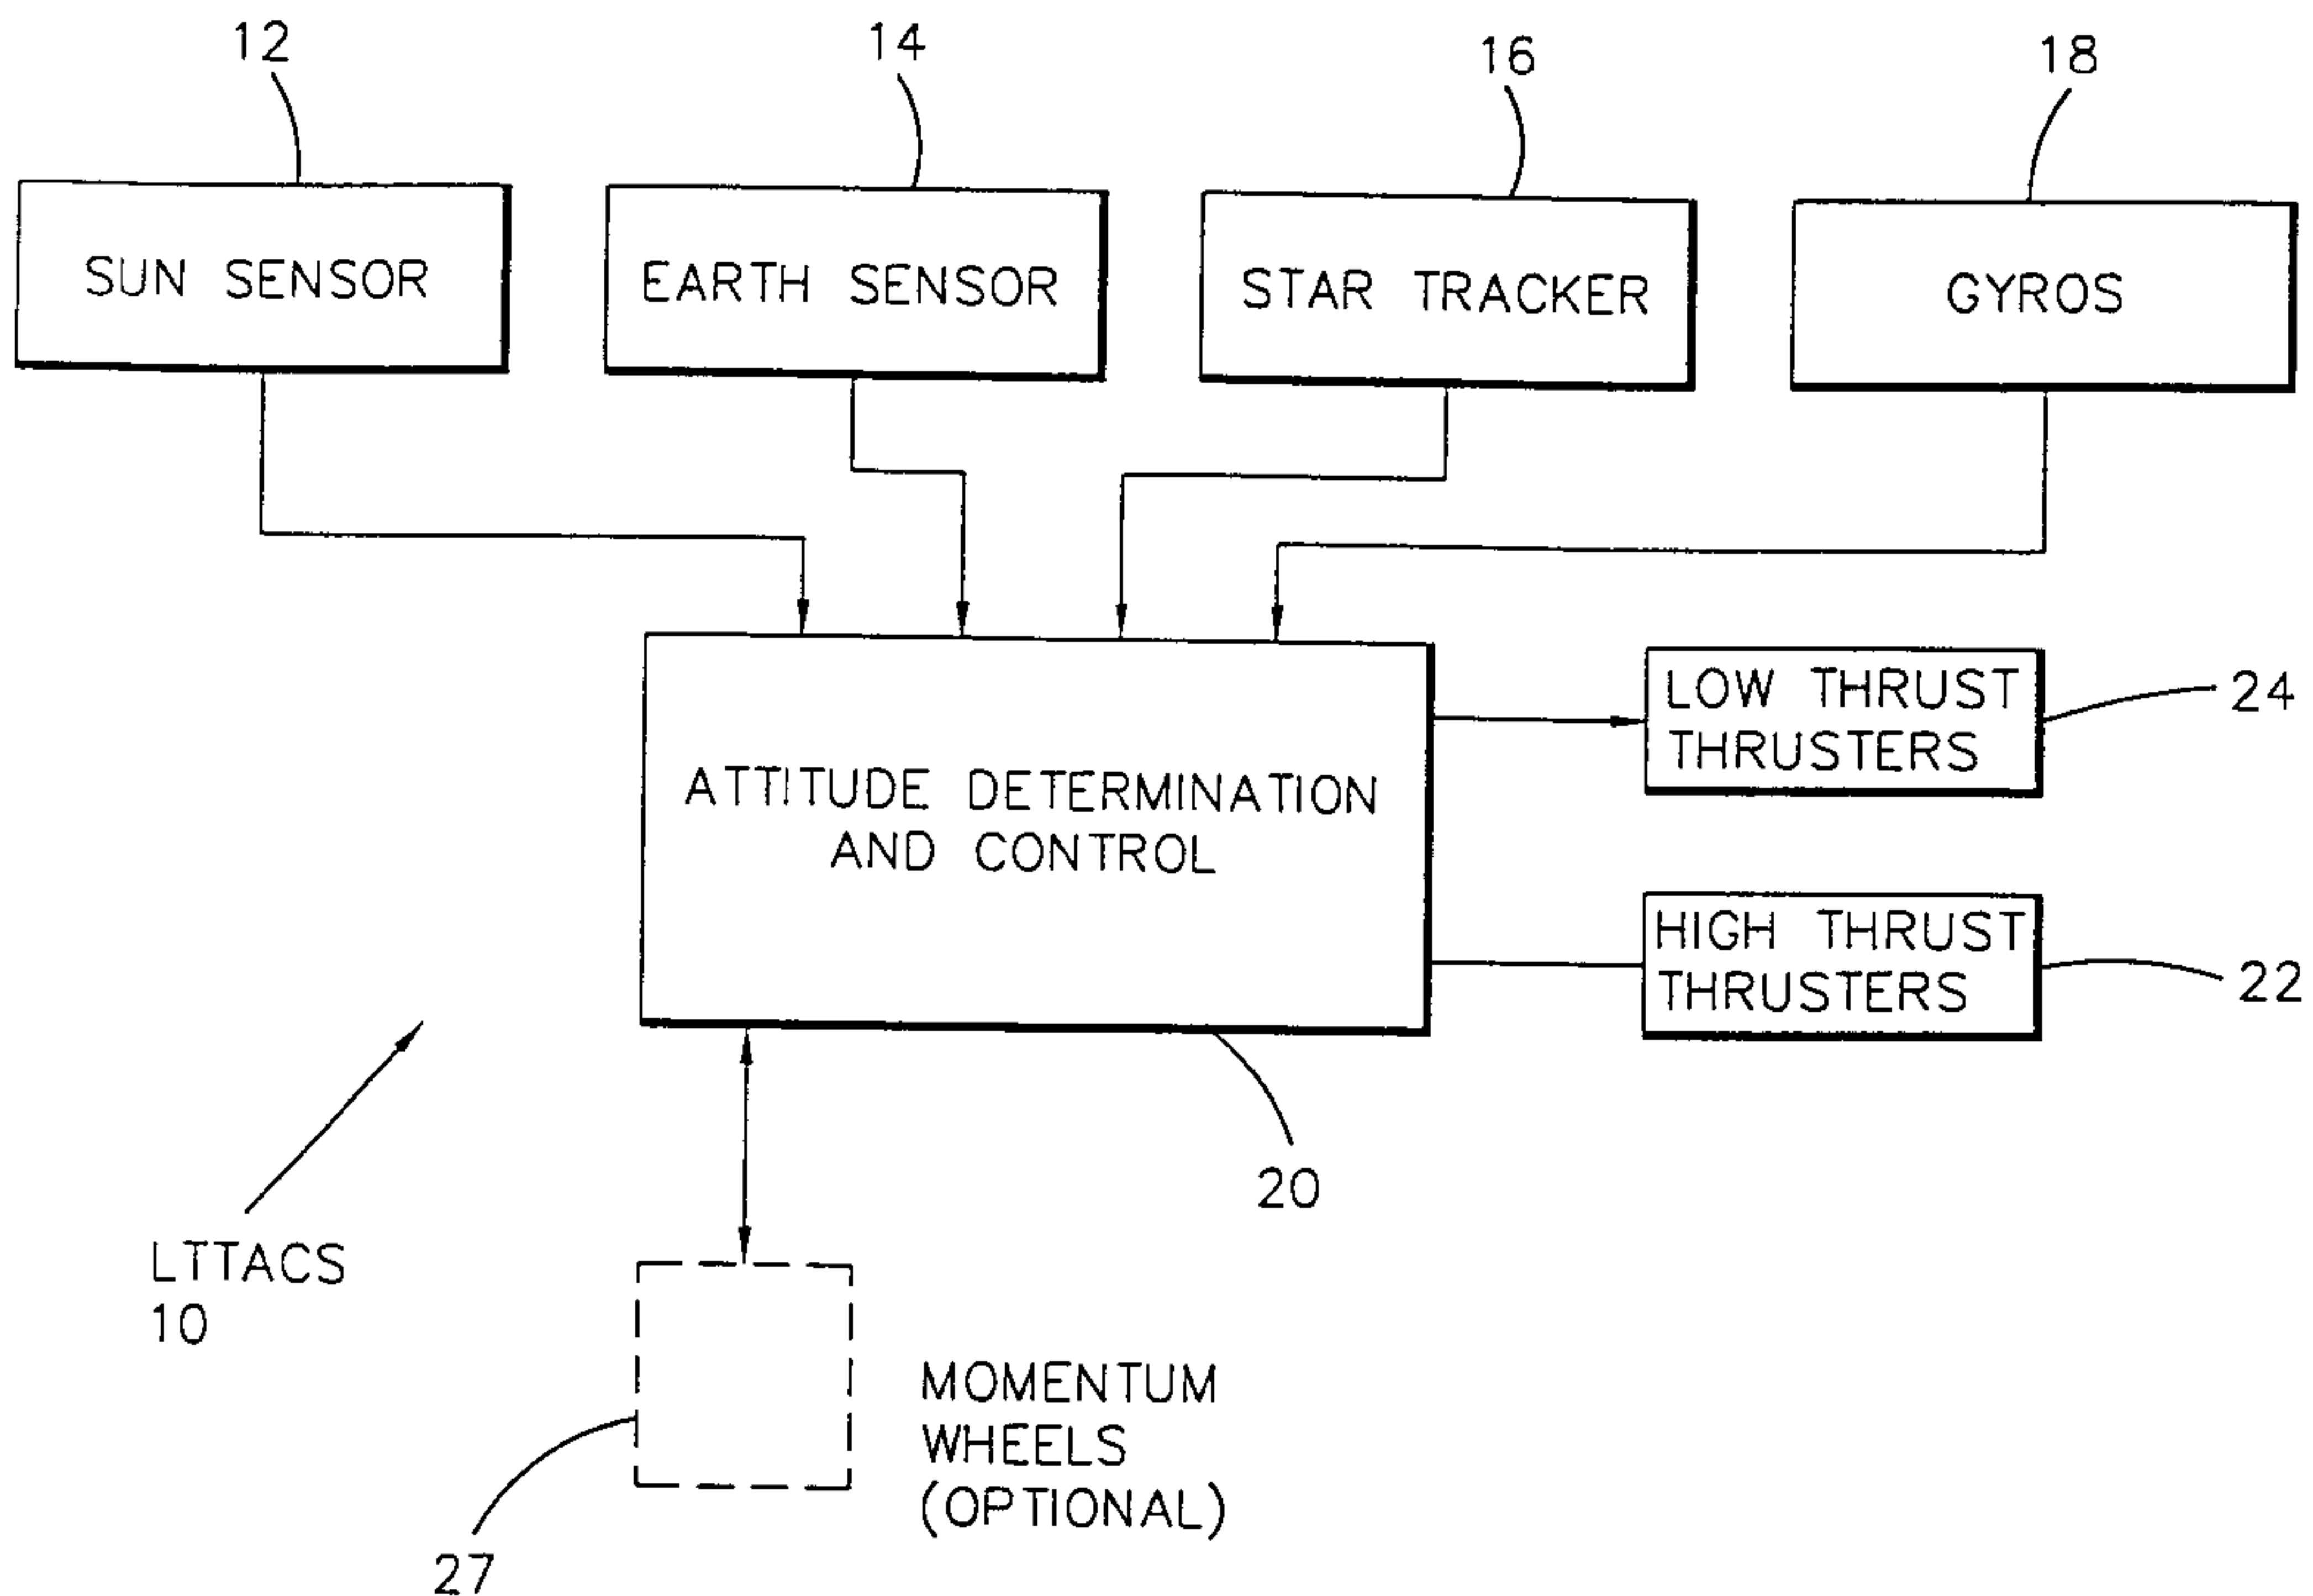 12
14
16
18
SUN SENSOR
EARTH SENSOR
STAR TRACKER
GYROS
LOW THRUST
THRUSTERS
24
ATTITUDE DETERMINATION
AND CONTROL
HIGH THRUST
THRUSTERS
22
20
LTTACS
10
MOMENTUM
WHEELS
(OPTIONAL)
27